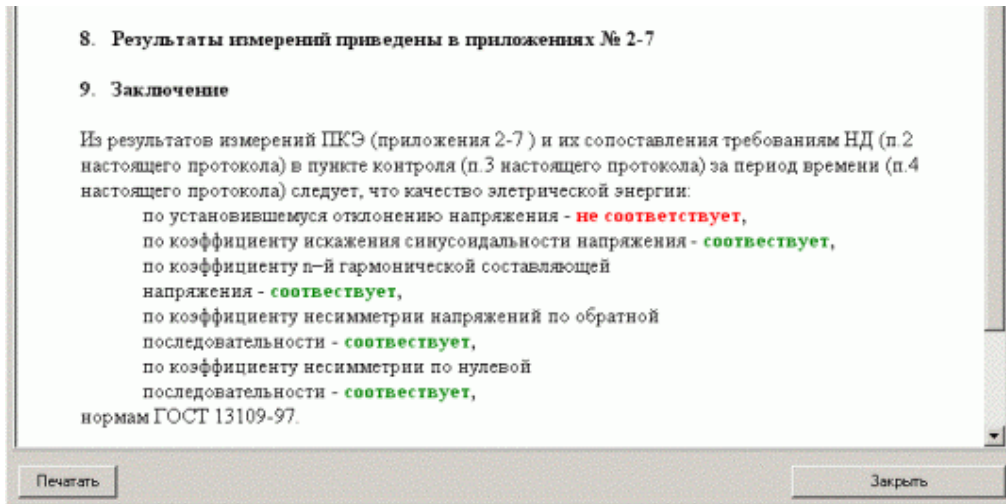 8. Результаты измерений приведены в приложениях № 2-7
9. Заключение
Из результатов измерений ПКЭ (приложения 2-7 ) и их сопоставления требованиям НД (п.2
настоящего протокола) в пункте контроля (п.3 настоящего протокола) за период времени (п.4
настоящего протокола) следует, что качество элетрической энергии:
по установившемуся отклонению напряжения - не соответствует,
по коэффициенту искажения синусоидальности напряжения - соотвествует,
по коэффициенту n–й гармонической составляющей
напряжения - соотвествует,
по коэффициенту несимметрии напряжений по обратной
последовательности - соотвествует,
по коэффициенту несимметрии по нулевой
последовательности - соотвествует,
нормам ГОСТ 13109-97.
Печатать
Закрыть